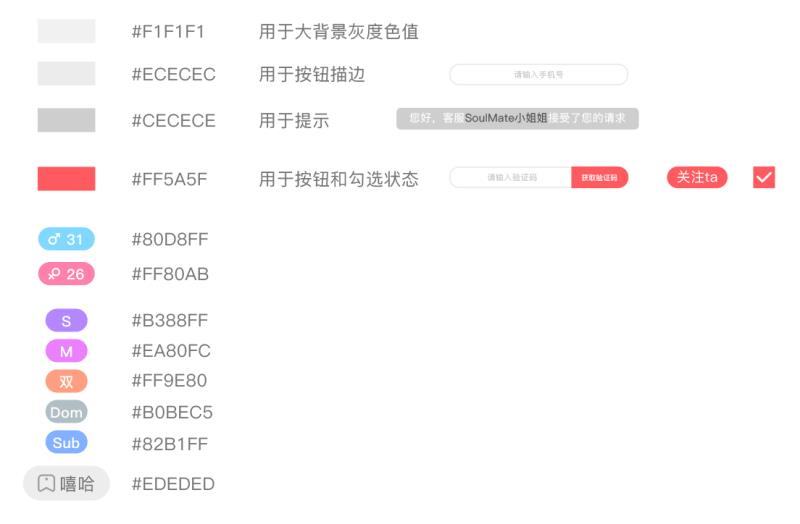 #F1F1F1 用于大背景灰度色值
#ECECEC 用于按钮描边 请输入手机号
#CECECE 用于提示 您好，客服SoulMate小姐姐接受了您的请求
#FF5A5F 用于按钮和勾选状态 请输入验证码 获取验证码 关注ta
♂ 31 #80D8FF
♀ 26 #FF80AB
S #B388FF
M #EA80FC
双 #FF9E80
Dom #B0BEC5
Sub #82B1FF
嘻哈 #EDEDED